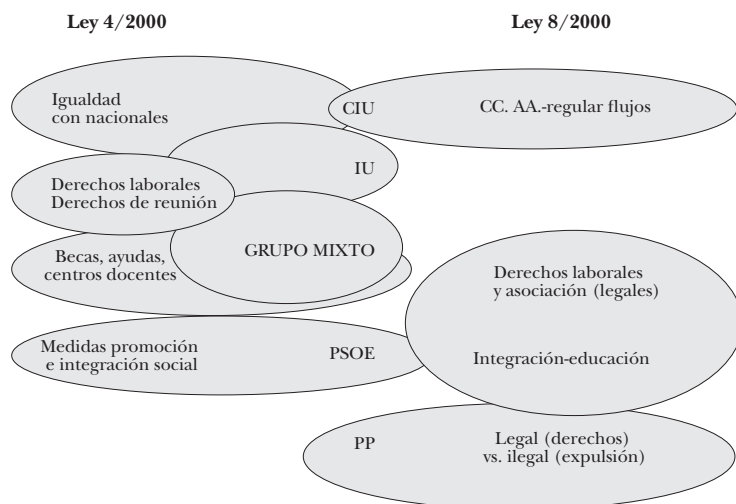 Ley 4/2000
Ley 8/2000
Igualdad
con nacionales
CIU
CC. AA.-regular flujos
IU
Derechos laborales
Derechos de reunión
Becas, ayudas,
centros docentes
GRUPO MIXTO
Derechos laborales
y asociación (legales)
Medidas promoción
e integración social
PSOE
Integración-educación
PP
Legal (derechos)
vs. ilegal (expulsión)